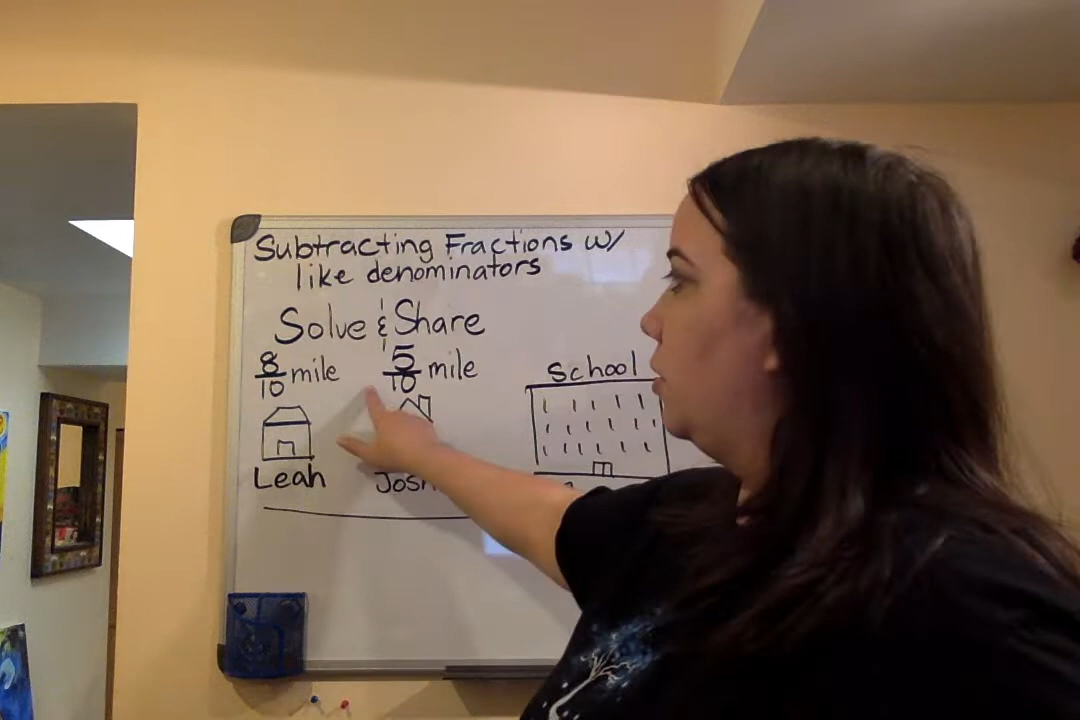 Subtracting Fractions w/
like denominators
Solve & Share
8/10 mile 5/10 mile
School
Leah